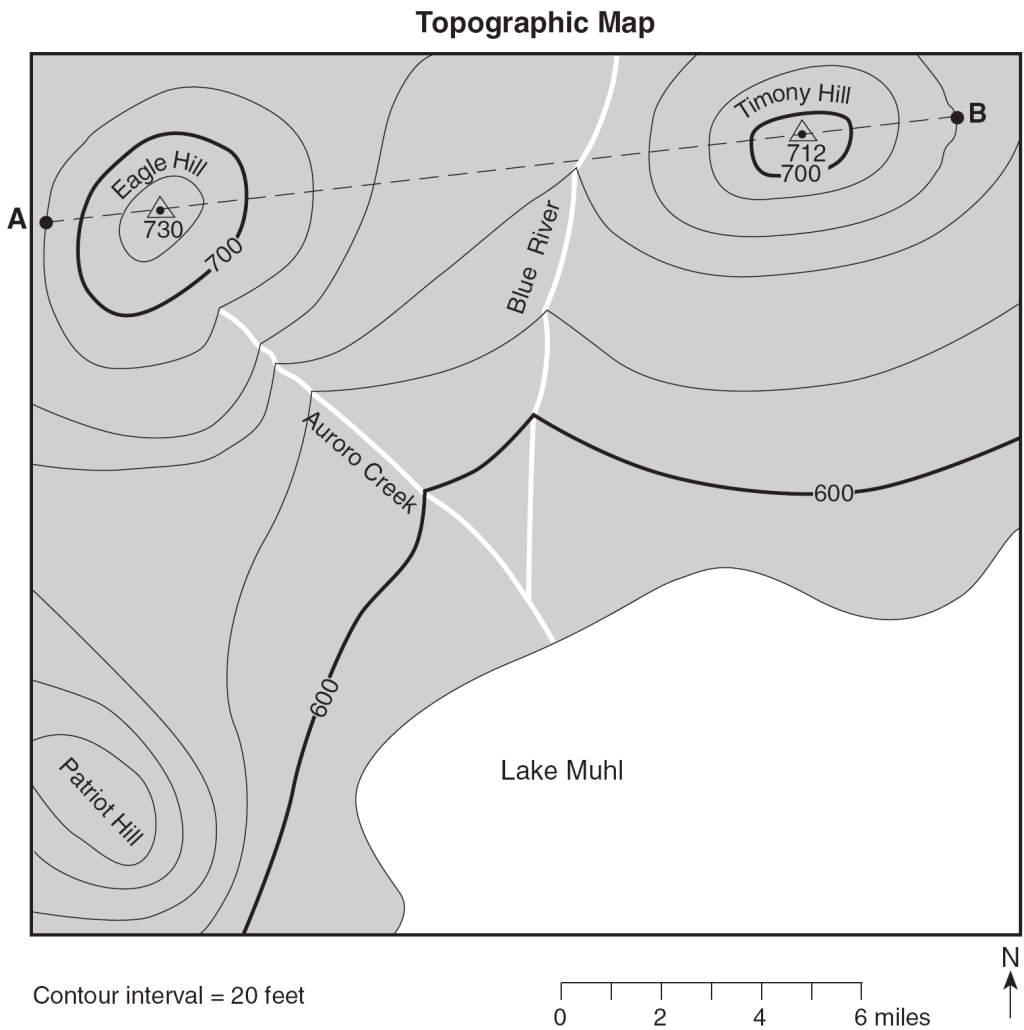 Topographic Map
Timony Hill
B
712
700
Eagle Hill
A
730
700
Blue River
Auroro Creek
600
600
Patriot Hill
Lake Muhl
N
Contour interval = 20 feet
0 2 4 6 miles